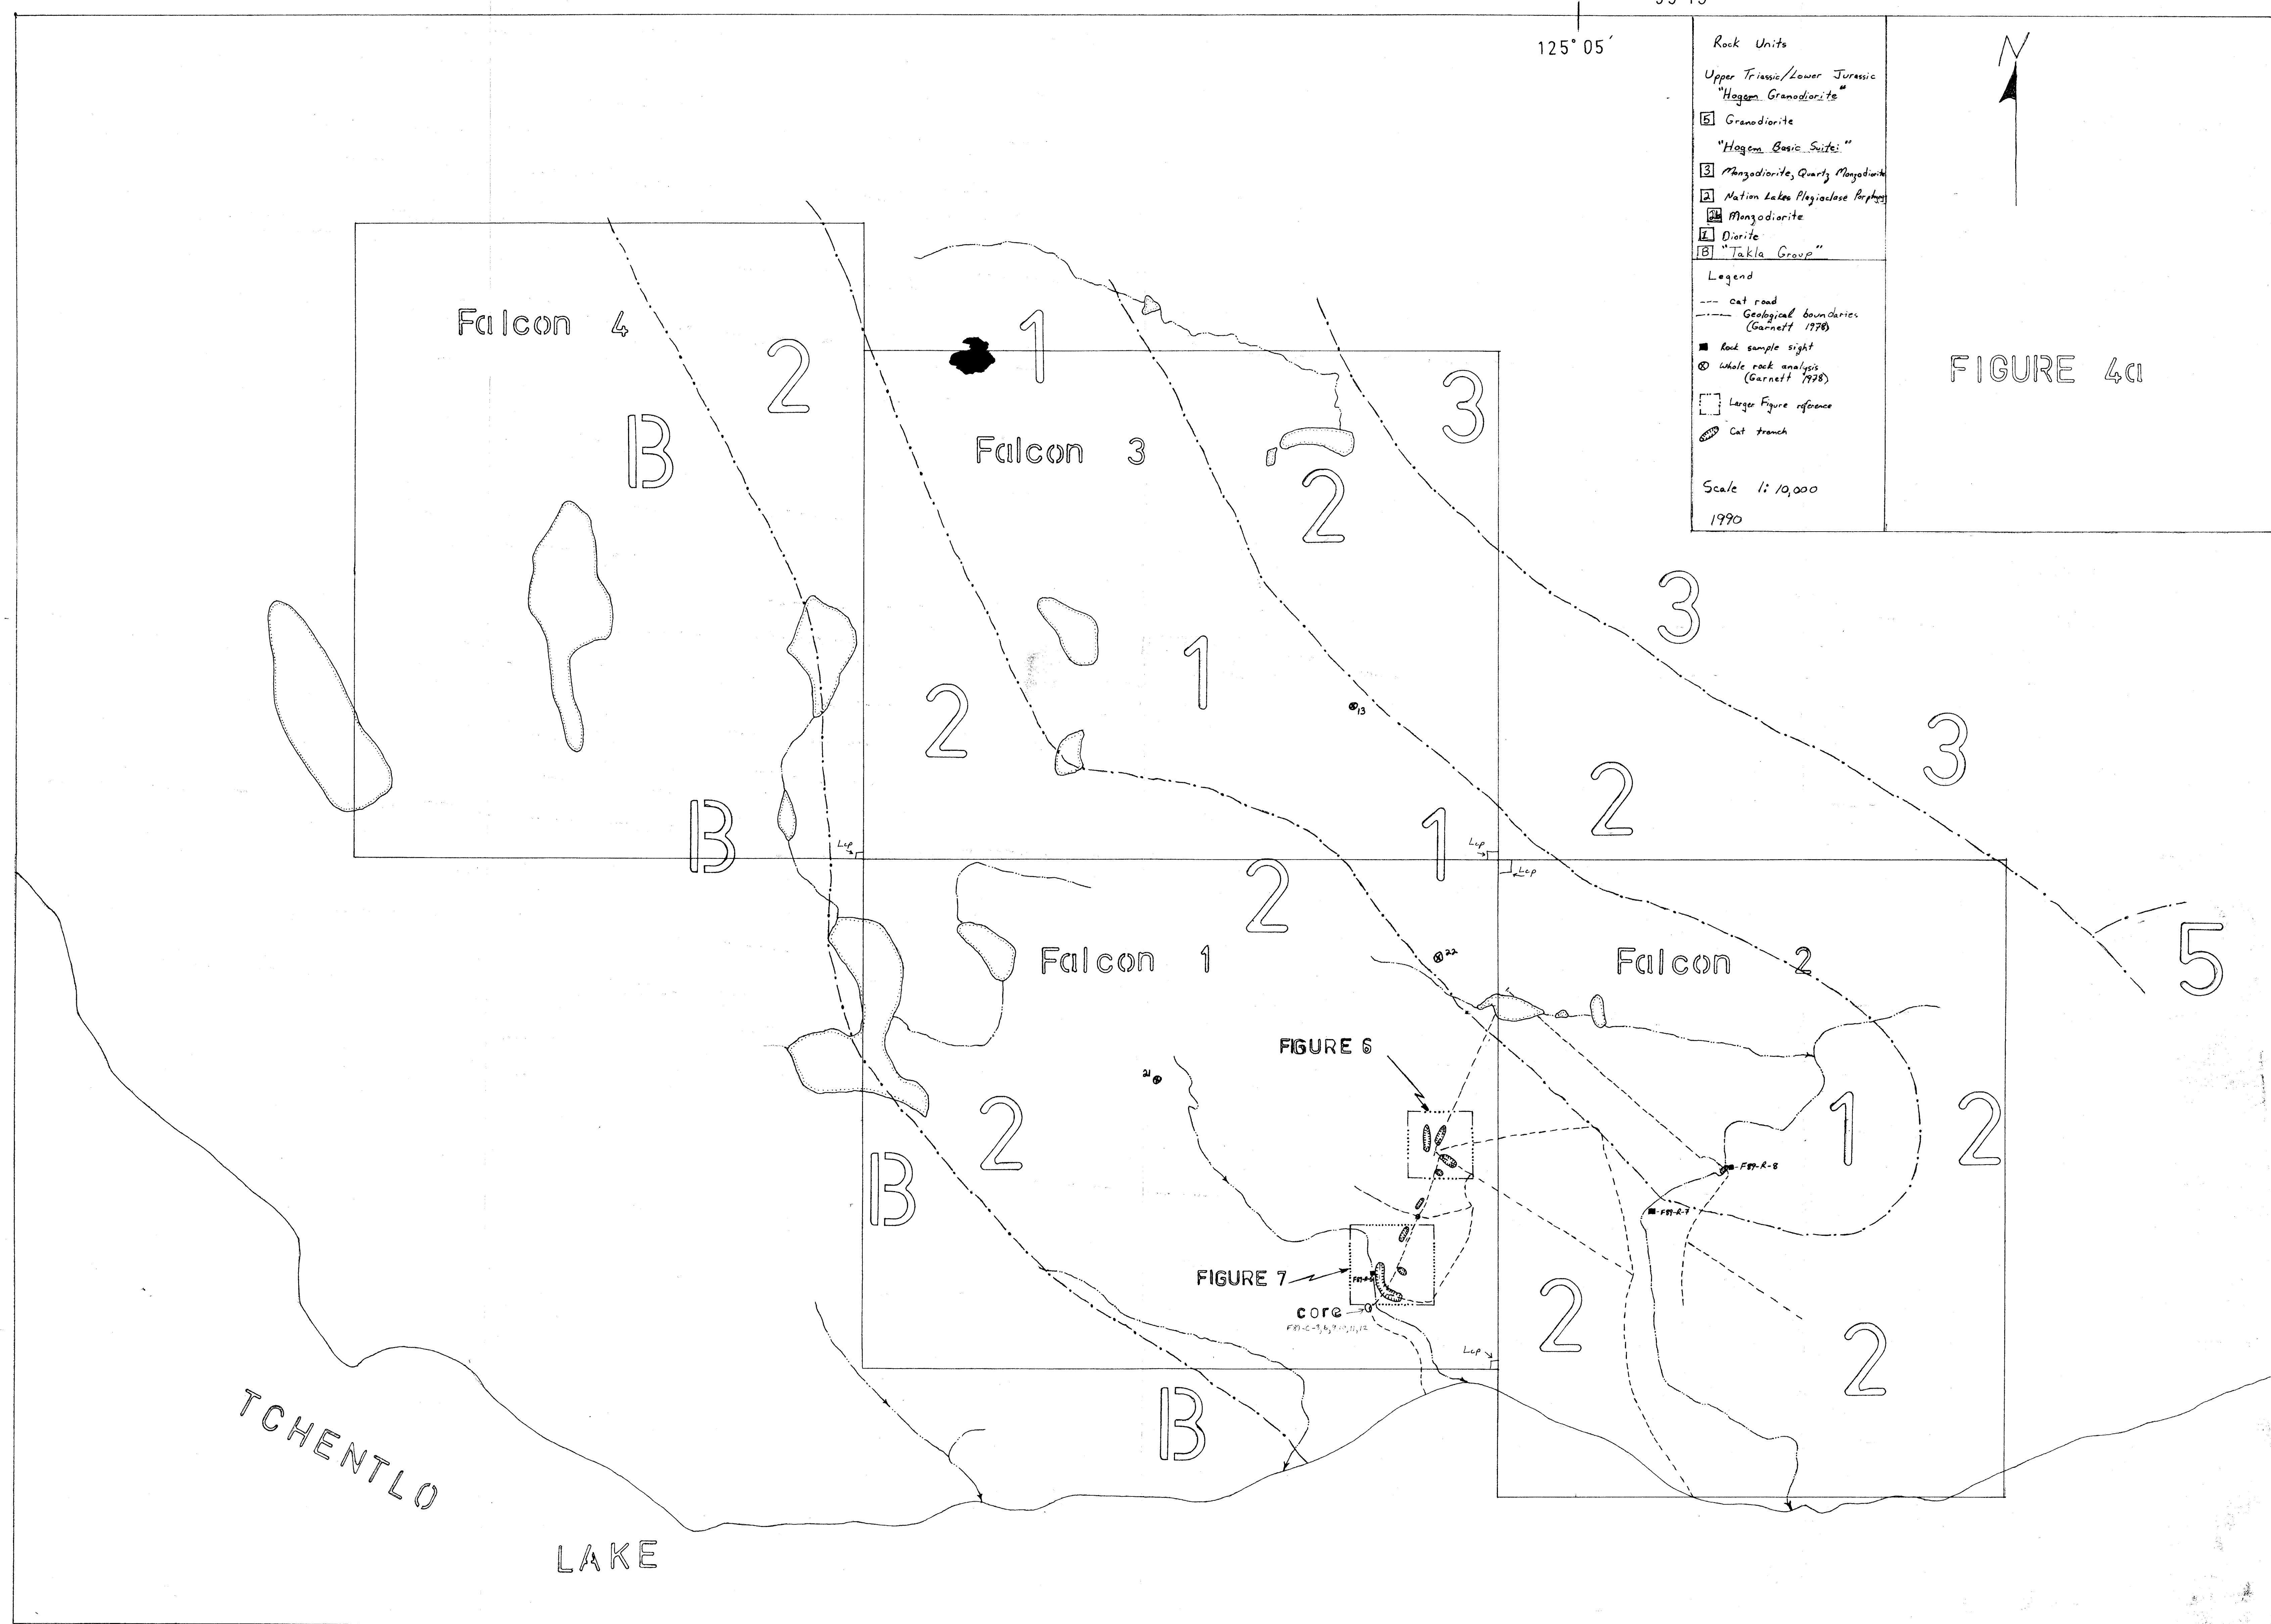 125° 05′
Rock Units
Upper Triassic/Lower Jurassic
"Hogem Granodiorite"
5 Granodiorite
"Hogem Basic Suite:"
3 Monzodiorite, Quartz Monzodiorite
2 Nation Lakes Plagioclase Porphyry
2b Monzodiorite
1 Diorite
B "Takla Group"
Legend
cat road
Geological boundaries
(Garnett 1978)
Rock sample sight
Whole rock analysis
(Garnett 1978)
Larger Figure reference
Cat trench
Scale 1: 10,000
1990
N
FIGURE 4a
Falcon 4
2
1
3
B
Falcon 3
2
3
1
2
13
3
2
B
1
Lcp
Lcp
Lcp
2
5
Falcon 1
22
Falcon 2
FIGURE 6
21
2
1
2
B
F89-R-8
F89-R-7
FIGURE 7
core
2
2
Lcp
B
TCHENTLO
LAKE